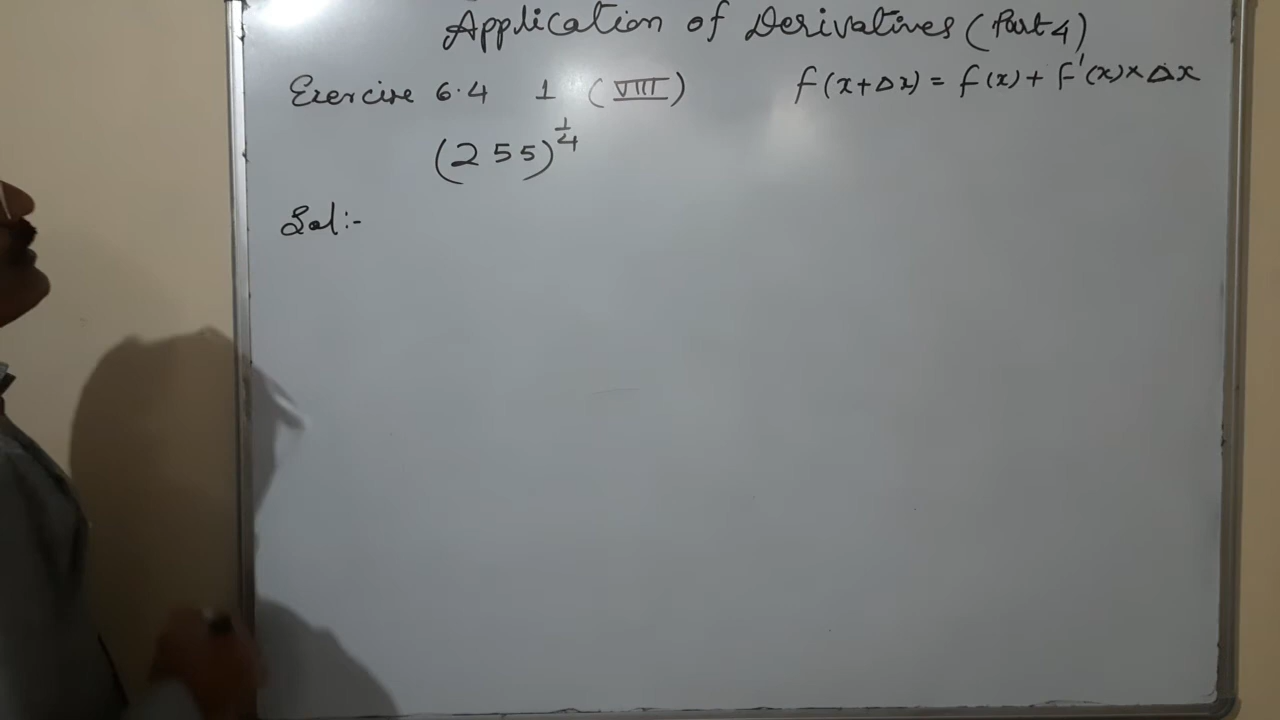 Application of Derivatives (Part 4)
Exercise 6.4 1 (VIII) f(x+Δx) = f(x) + f'(x) × Δx
(255)^1/4
Sol:-